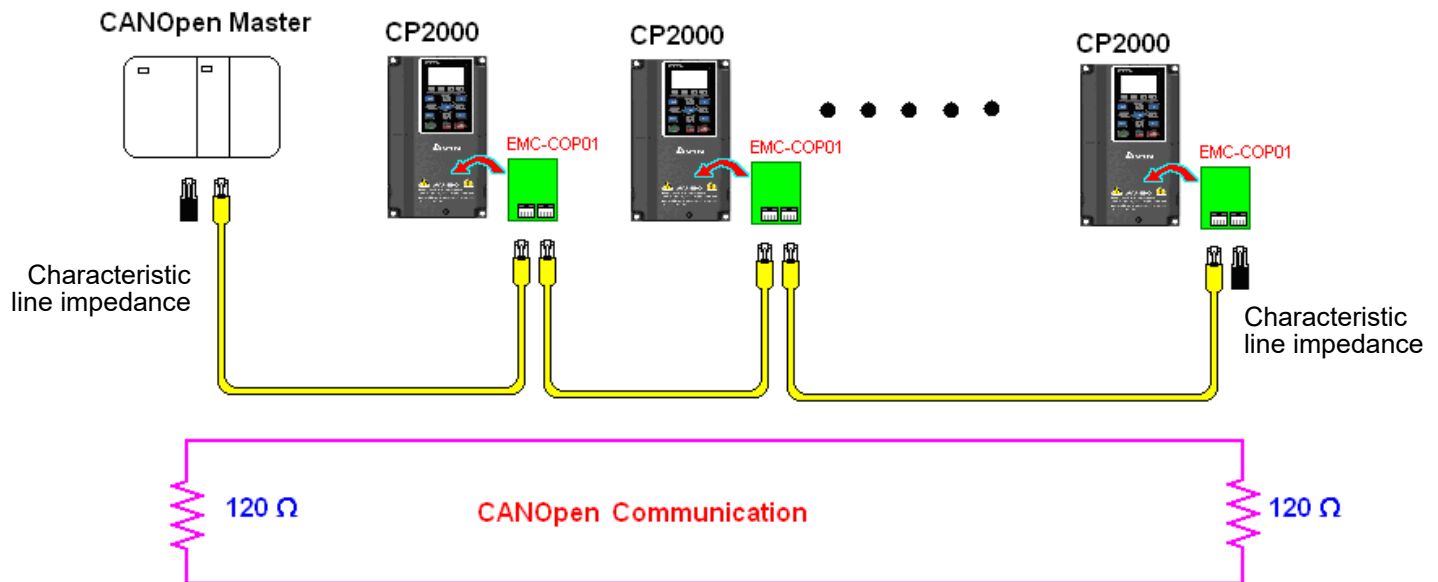 CANOpen Master
CP2000
CP2000
CP2000
EMC-COP01
EMC-COP01
EMC-COP01
Characteristic
line impedance
Characteristic
line impedance
120 Ω
CANOpen Communication
120 Ω